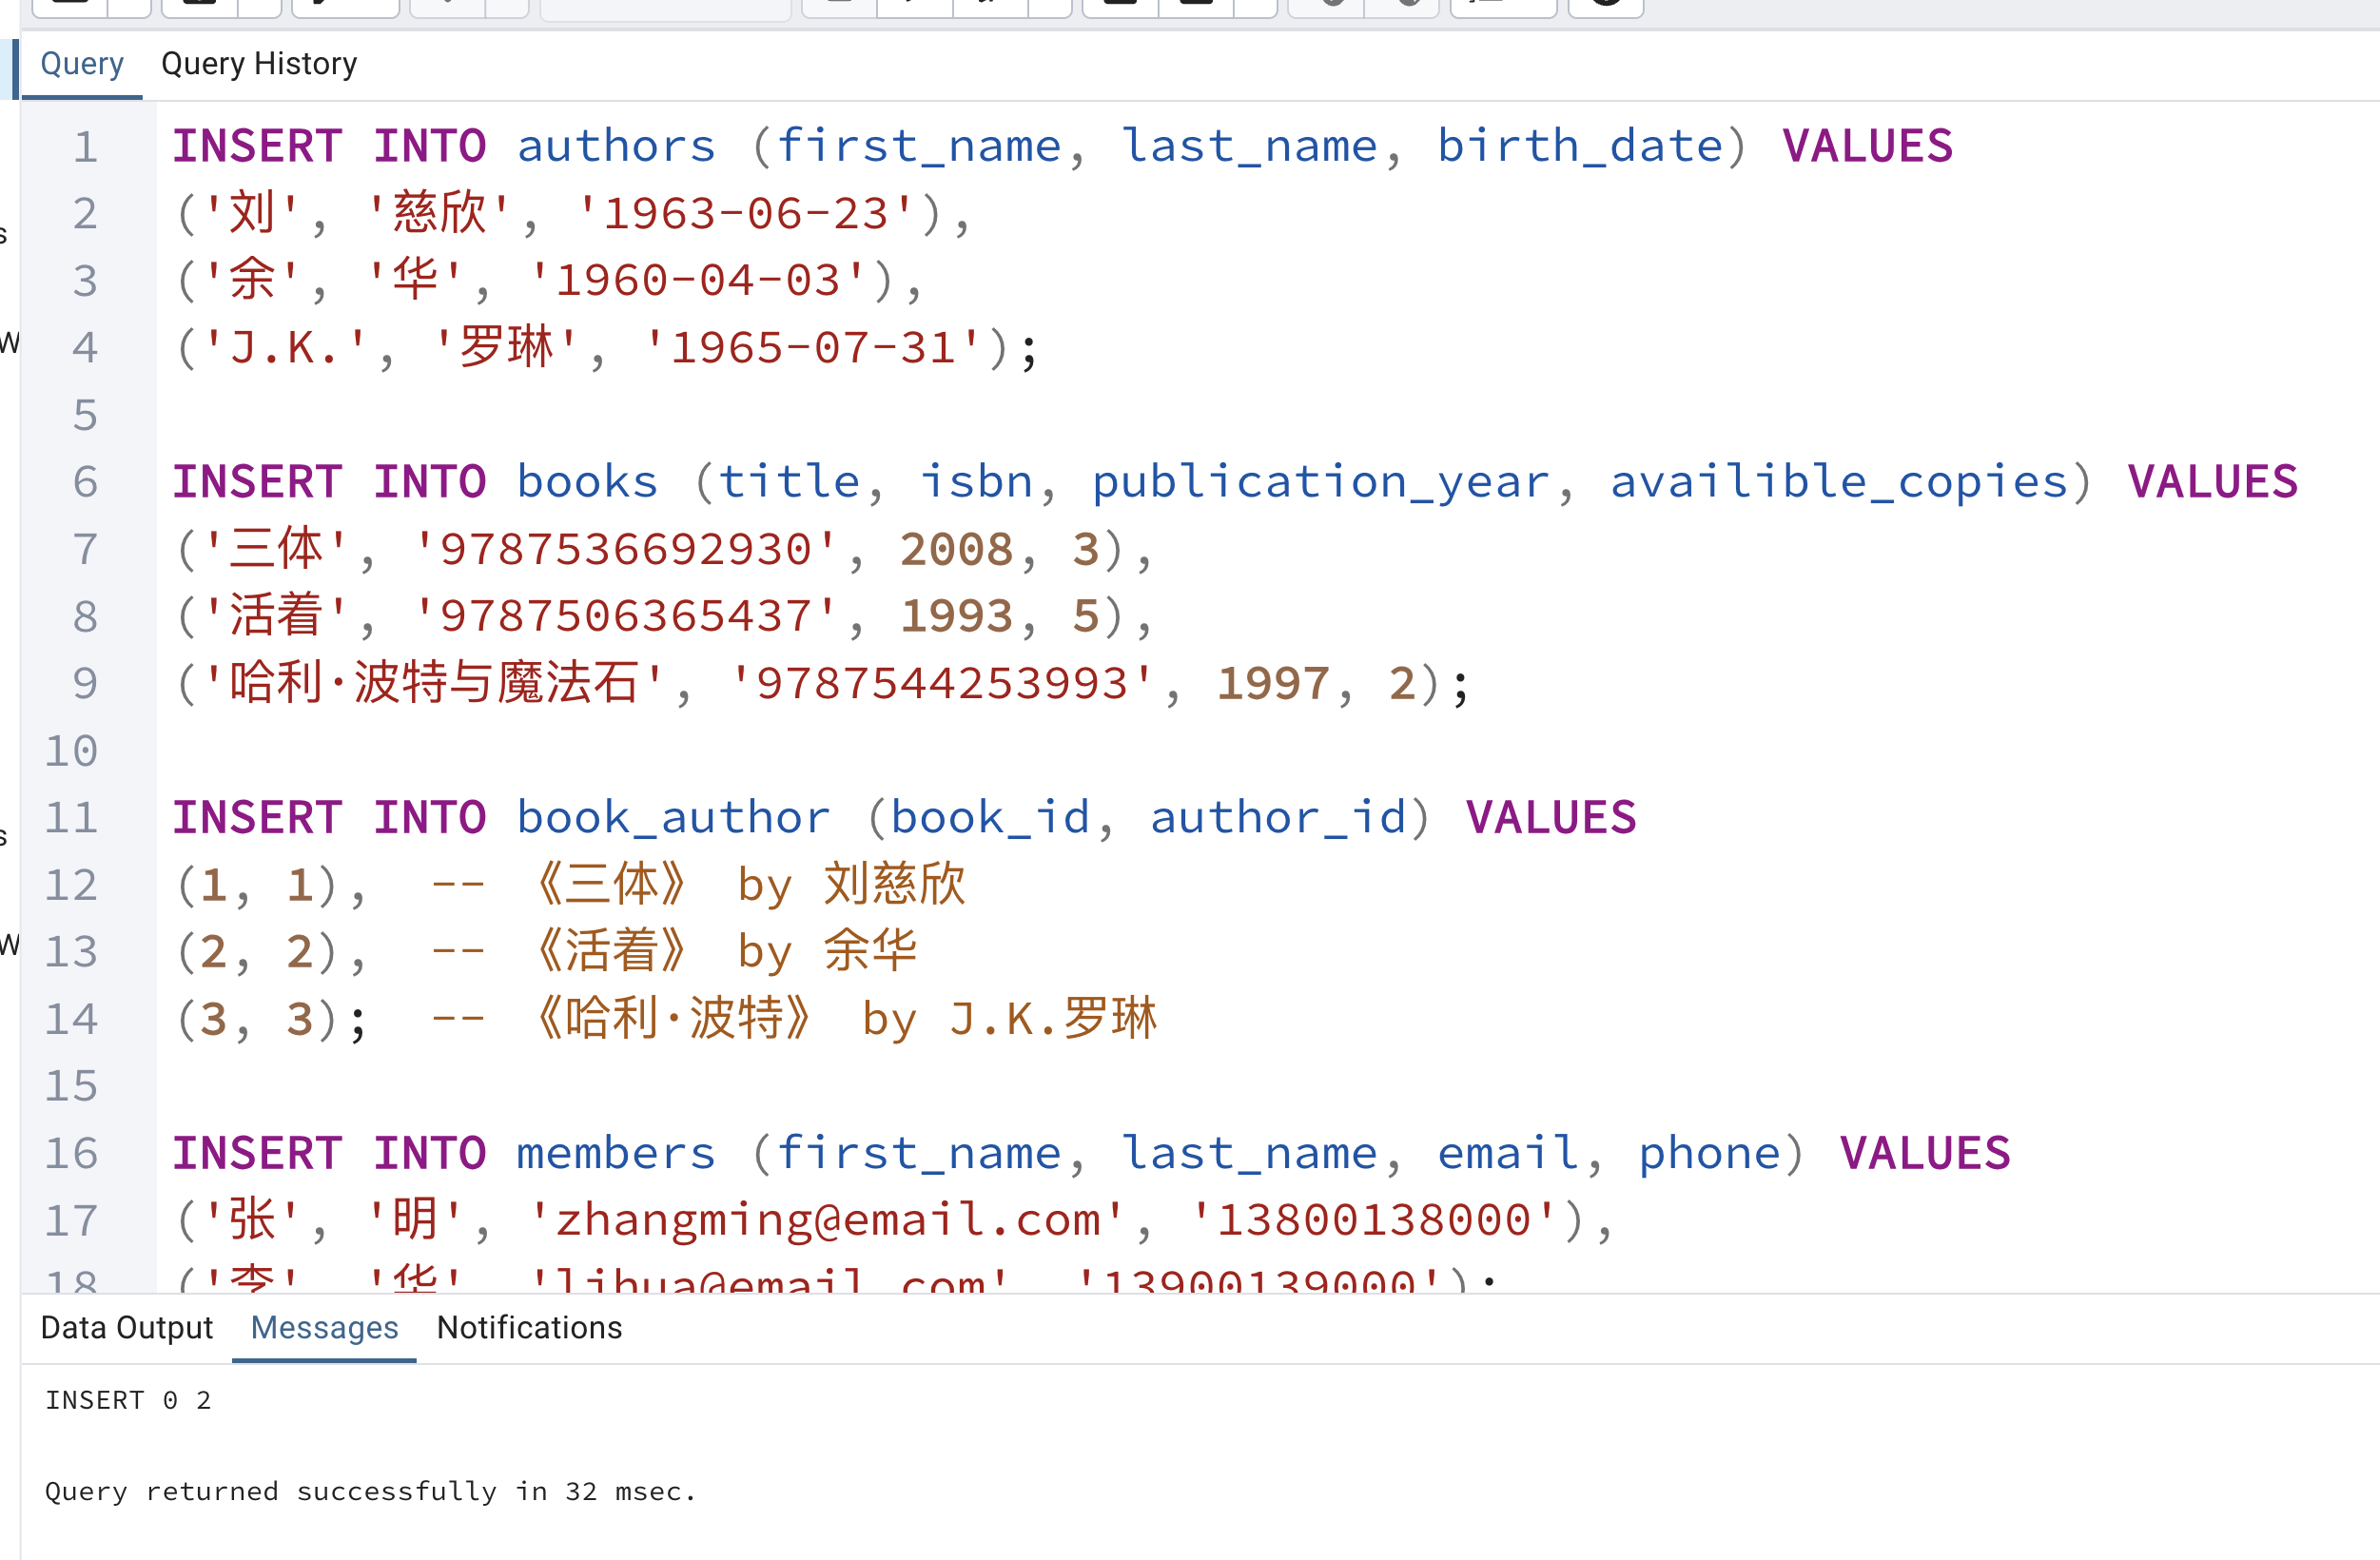 Query Query History
1 INSERT INTO authors (first_name, last_name, birth_date) VALUES
2 ('刘', '慈欣', '1963-06-23'),
3 ('余', '华', '1960-04-03'),
4 ('J.K.', '罗琳', '1965-07-31');
5
6 INSERT INTO books (title, isbn, publication_year, availible_copies) VALUES
7 ('三体', '9787536692930', 2008, 3),
8 ('活着', '9787506365437', 1993, 5),
9 ('哈利·波特与魔法石', '9787544253993', 1997, 2);
10
11 INSERT INTO book_author (book_id, author_id) VALUES
12 (1, 1),  -- 《三体》 by 刘慈欣
13 (2, 2),  -- 《活着》 by 余华
14 (3, 3);  -- 《哈利·波特》 by J.K.罗琳
15
16 INSERT INTO members (first_name, last_name, email, phone) VALUES
17 ('张', '明', 'zhangming@email.com', '13800138000'),
18 ('李', '华', 'lihua@email.com', '13900139000');
Data Output Messages Notifications
INSERT 0 2
Query returned successfully in 32 msec.